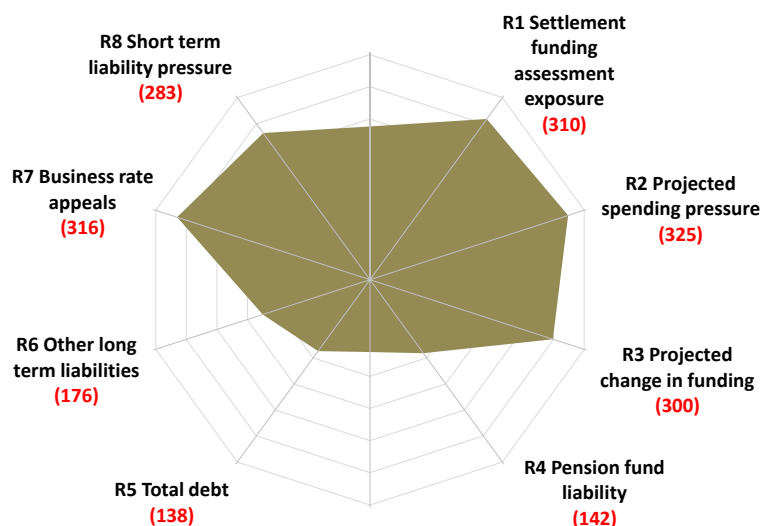 R1 Settlement
funding
assessment
exposure
(310)
R2 Projected
spending pressure
(325)
R3 Projected
change in funding
(300)
R4 Pension fund
liability
(142)
R5 Total debt
(138)
R6 Other long
term liabilities
(176)
R7 Business rate
appeals
(316)
R8 Short term
liability pressure
(283)